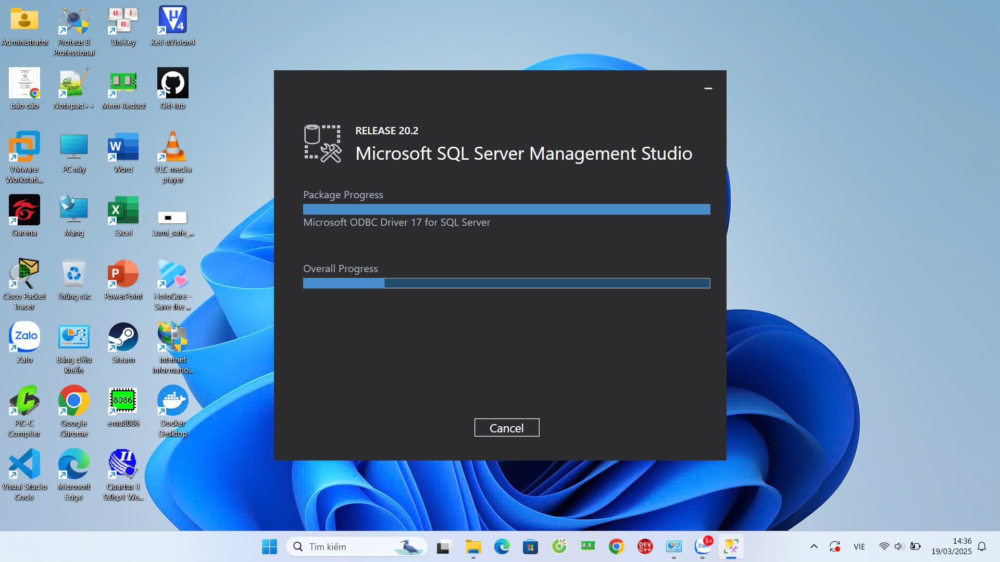 Administrator
Proteus 8
Professional
UniKey
Keil uVision4
báo cáo
Notepad++
Mem Reduct
GitHub
VMware
Workstati...
PC này
Word
VLC media
player
Garena
Mạng
Excel
Lumi_safe_...
Cisco Packet
Tracer
Thùng rác
PowerPoint
HoloCure -
Save the ...
Zalo
Zalo
Bảng điều
khiển
Steam
Internet
Informatio...
PIC-C
Compiler
Google
Chrome
8086
emu8086
Docker
Desktop
Visual Studio
Code
Microsoft
Edge
Quartus II
9.0sp1 We...
RELEASE 20.2
Microsoft SQL Server Management Studio
Package Progress
Microsoft ODBC Driver 17 for SQL Server
Overall Progress
Cancel
Tìm kiếm
DEV
C++
Zalo
5+
VIE
14:36
19/03/2025